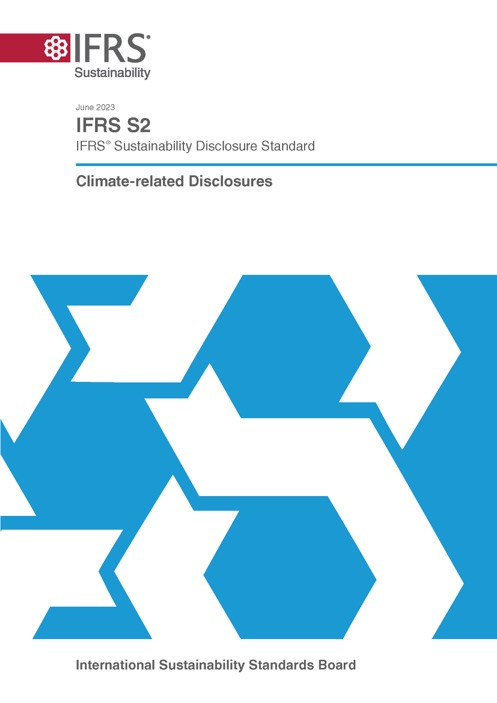 IFRS®
Sustainability
June 2023
IFRS S2
IFRS® Sustainability Disclosure Standard
Climate-related Disclosures
International Sustainability Standards Board